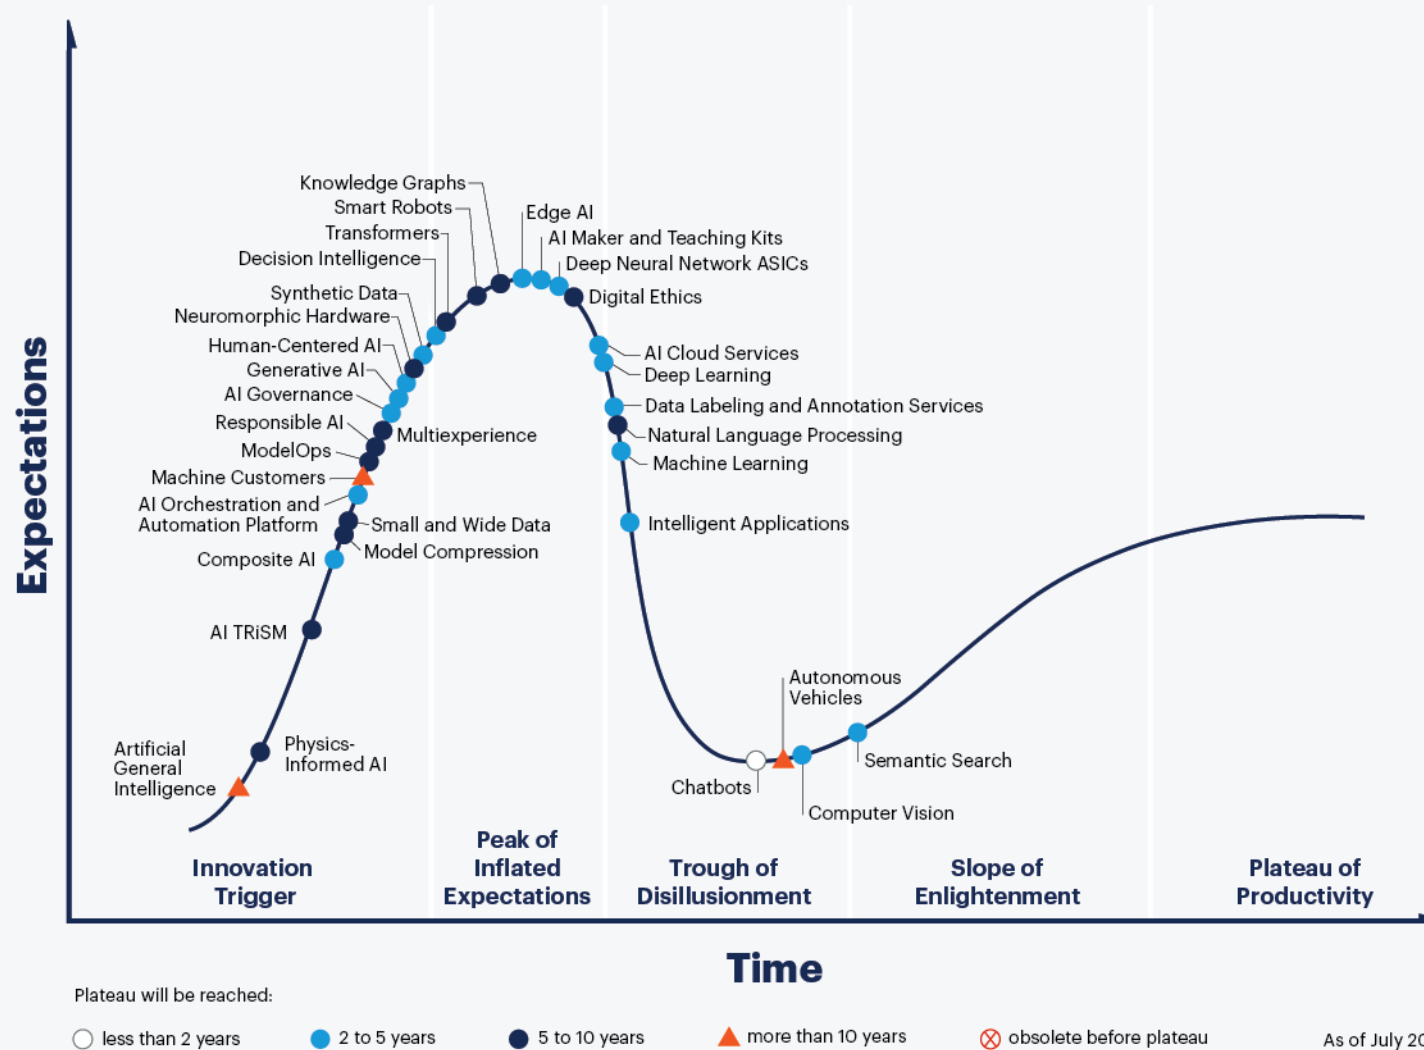 Expectations
Knowledge Graphs
Smart Robots
Transformers
Decision Intelligence
Synthetic Data
Neuromorphic Hardware
Human-Centered AI
Generative AI
AI Governance
Responsible AI
Multiexperience
ModelOps
Machine Customers
AI Orchestration and
Automation Platform
Small and Wide Data
Model Compression
Composite AI
AI TRiSM
Physics-
Informed AI
Artificial
General
Intelligence
Edge AI
AI Maker and Teaching Kits
Deep Neural Network ASICs
Digital Ethics
AI Cloud Services
Deep Learning
Data Labeling and Annotation Services
Natural Language Processing
Machine Learning
Intelligent Applications
Autonomous
Vehicles
Chatbots
Semantic Search
Computer Vision
Innovation
Trigger
Peak of
Inflated
Expectations
Trough of
Disillusionment
Slope of
Enlightenment
Plateau of
Productivity
Time
Plateau will be reached:
less than 2 years
2 to 5 years
5 to 10 years
more than 10 years
obsolete before plateau
As of July